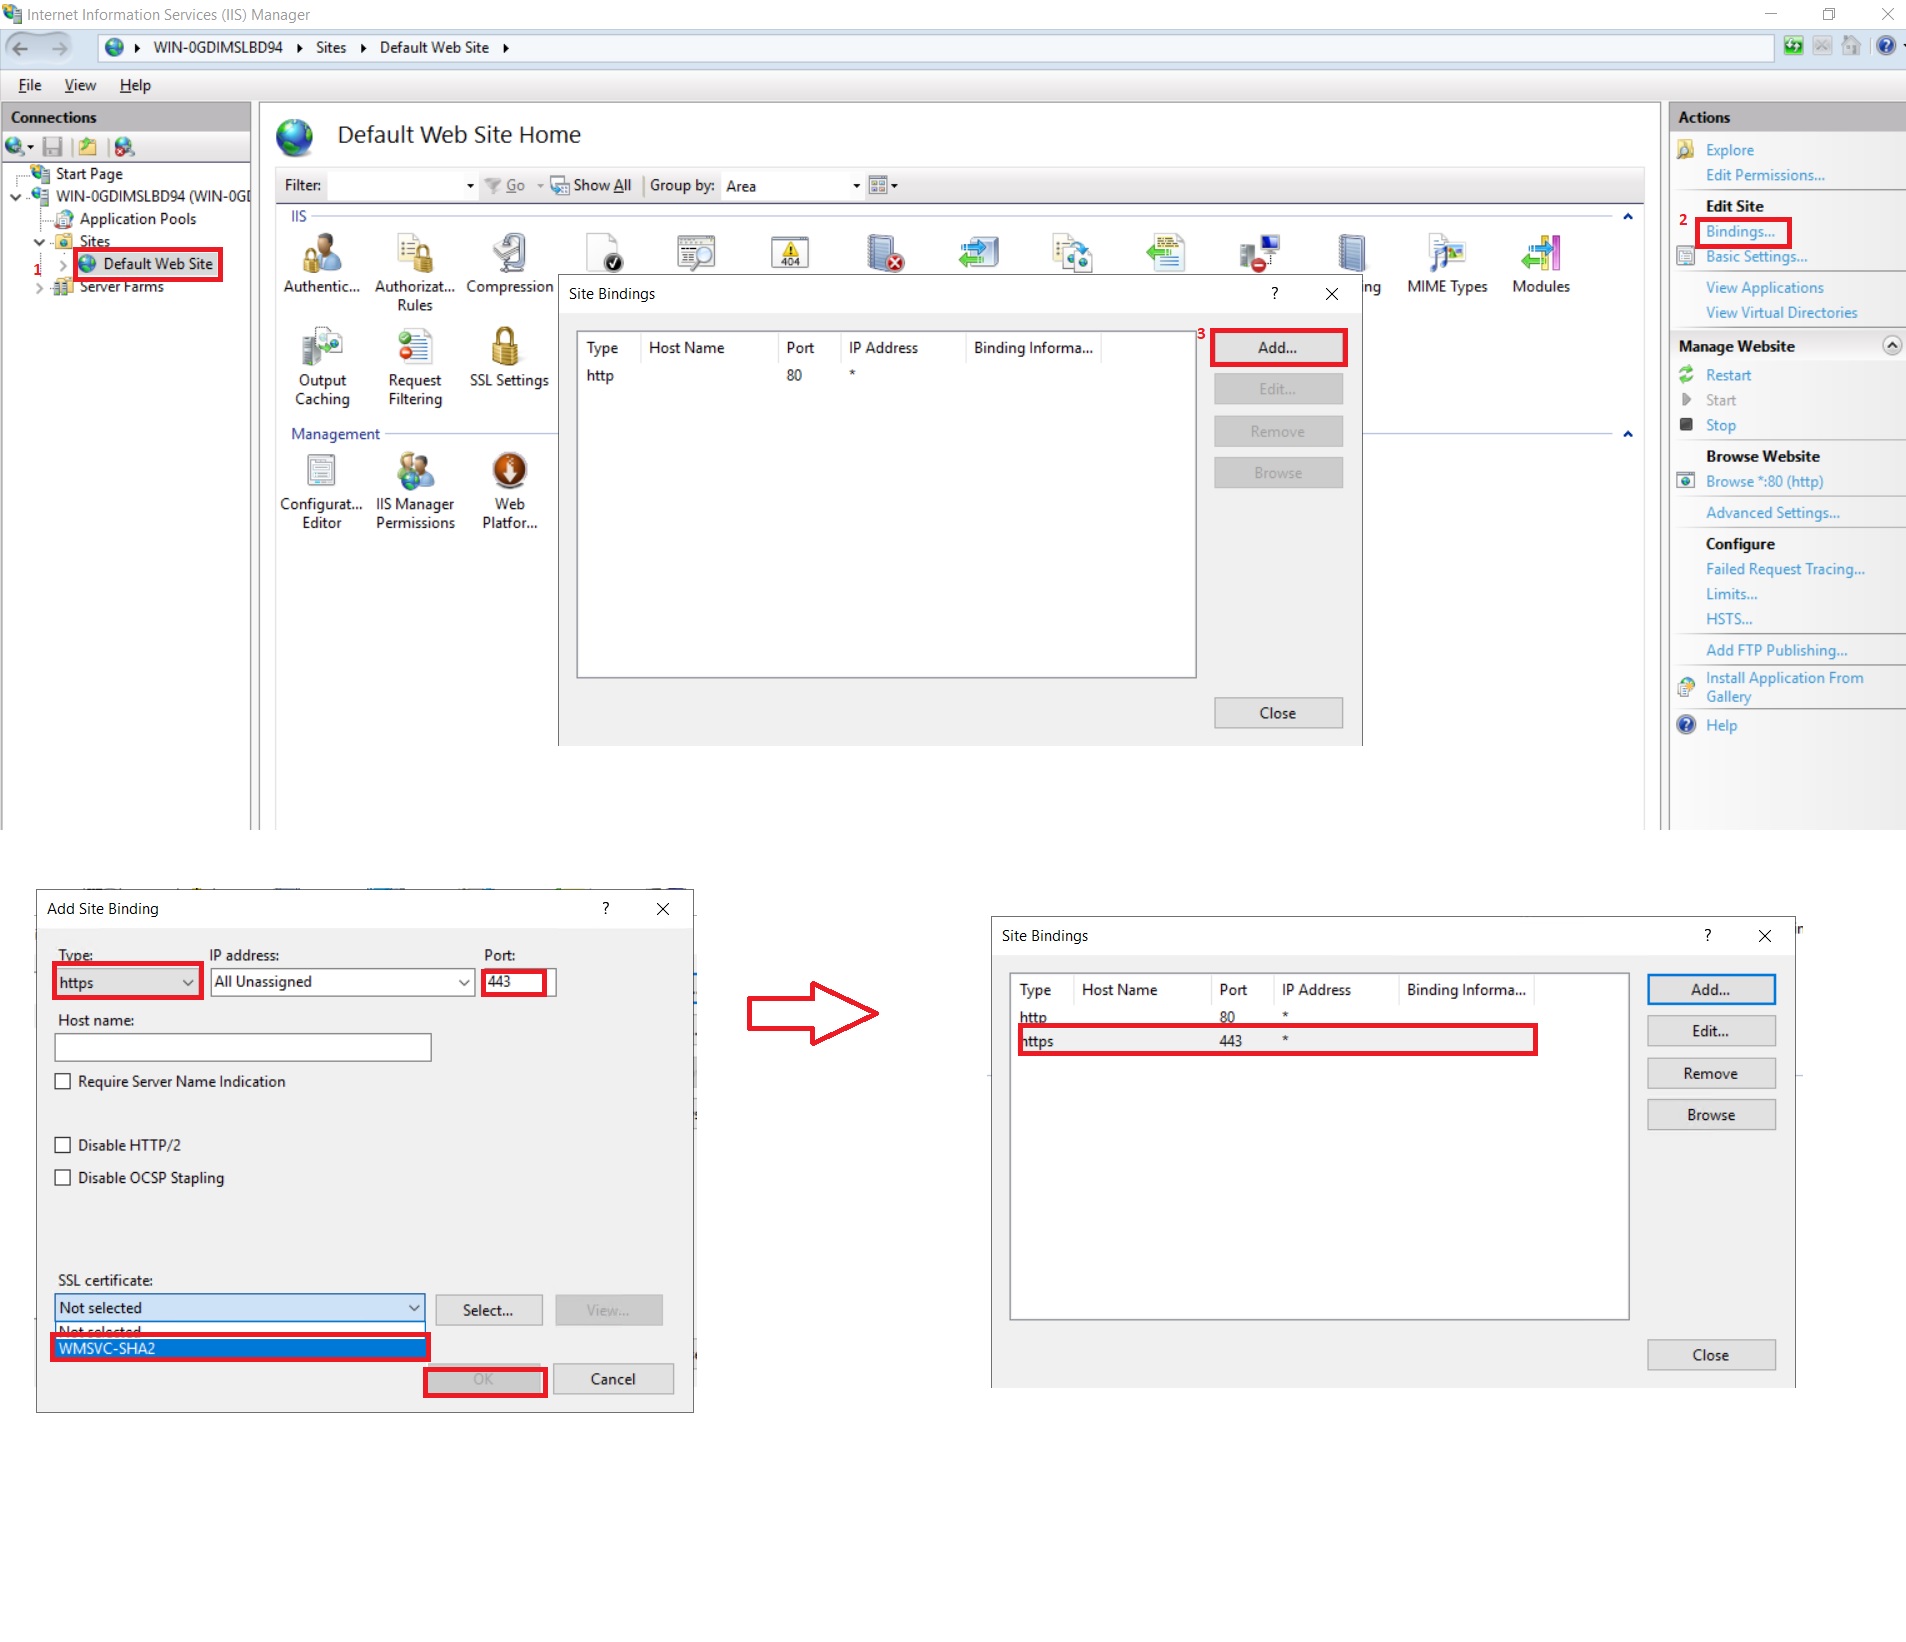 Internet Information Services (IIS) Manager
WIN-0GDIMSLBD94
Sites
Default Web Site
File
View
Help
Connections
Start Page
WIN-0GDIMSLBD94 (WIN-0GI
Application Pools
Sites
1
Default Web Site
Server Farms
Default Web Site Home
Filter:
Go
Show All
Group by:
Area
IIS
404
Authentic...
Authorizat...
Rules
Compression
MIME Types
Modules
Output
Caching
Request
Filtering
SSL Settings
Management
Configurat...
Editor
IIS Manager
Permissions
Web
Platfor...
Site Bindings
?
Type
Host Name
Port
IP Address
Binding Informa...
http
80
*
3
Add...
Edit...
Remove
Browse
Close
Actions
Explore
Edit Permissions...
Edit Site
2
Bindings...
Basic Settings...
View Applications
View Virtual Directories
Manage Website
Restart
Start
Stop
Browse Website
Browse *:80 (http)
Advanced Settings...
Configure
Failed Request Tracing...
Limits...
HSTS...
Add FTP Publishing...
Install Application From
Gallery
Help
Add Site Binding
?
Type:
IP address:
Port:
https
All Unassigned
443
Host name:
Require Server Name Indication
Disable HTTP/2
Disable OCSP Stapling
SSL certificate:
Not selected
Select...
View...
Not selected
WMSVC-SHA2
OK
Cancel
Site Bindings
?
Type
Host Name
Port
IP Address
Binding Informa...
http
80
*
https
443
*
Add...
Edit...
Remove
Browse
Close